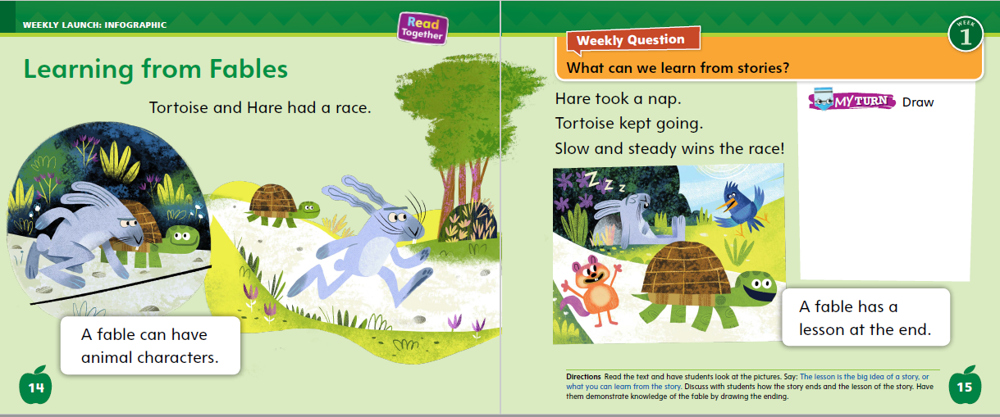 WEEKLY LAUNCH: INFOGRAPHIC
Read
Together
Learning from Fables
Tortoise and Hare had a race.
A fable can have
animal characters.
14
WEEK
1
Weekly Question
What can we learn from stories?
Hare took a nap.
Tortoise kept going.
Slow and steady wins the race!
Z z z z
MY TURN Draw
A fable has a
lesson at the end.
Directions Read the text and have students look at the pictures. Say: The lesson is the big idea of a story, or
what you can learn from the story. Discuss with students how the story ends and the lesson of the story. Have
them demonstrate knowledge of the fable by drawing the ending.
15